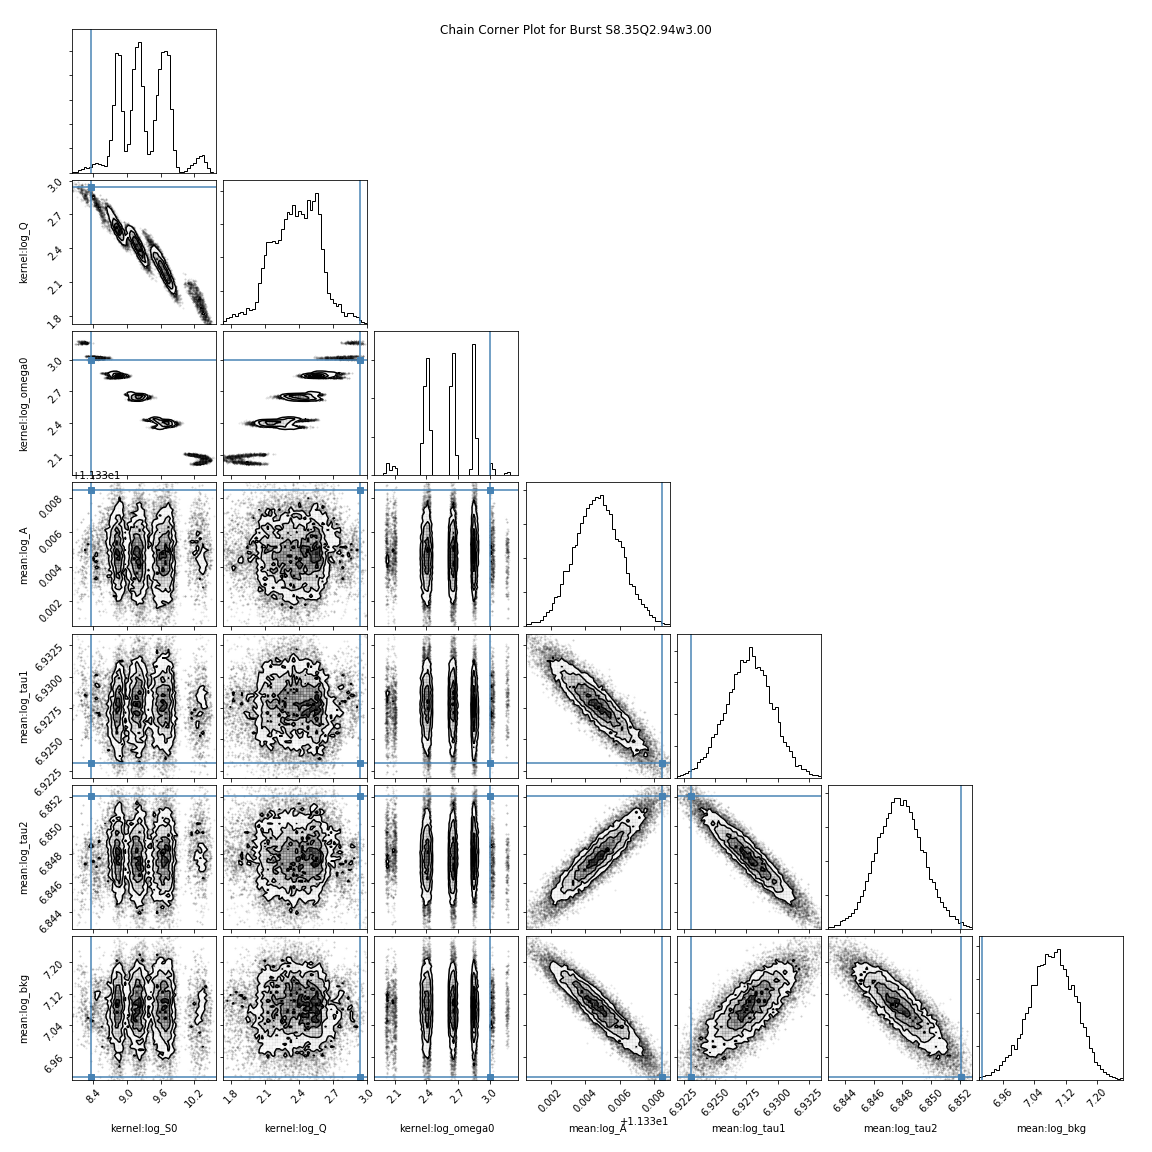 Chain Corner Plot for Burst S8.35Q2.94w3.00
kernel:log_Q
3.0
2.7
2.4
2.1
1.8
kernel:log_omega0
3.0
2.7
2.4
2.1
+1.133e1
mean:log_A
0.008
0.006
0.004
0.002
mean:log_tau1
6.9325
6.9300
6.9275
6.9250
6.9225
mean:log_tau2
6.852
6.850
6.848
6.846
6.844
mean:log_bkg
7.20
7.12
7.04
6.96
8.4 9.0 9.6 10.2 1.8 2.1 2.4 2.7 3.0 2.1 2.4 2.7 3.0 0.002 0.004 0.006 0.008 6.9225 6.9250 6.9275 6.9300 6.9325 6.844 6.846 6.848 6.850 6.852 6.96 7.04 7.12 7.20
+1.133e1
kernel:log_S0 kernel:log_Q kernel:log_omega0 mean:log_A mean:log_tau1 mean:log_tau2 mean:log_bkg